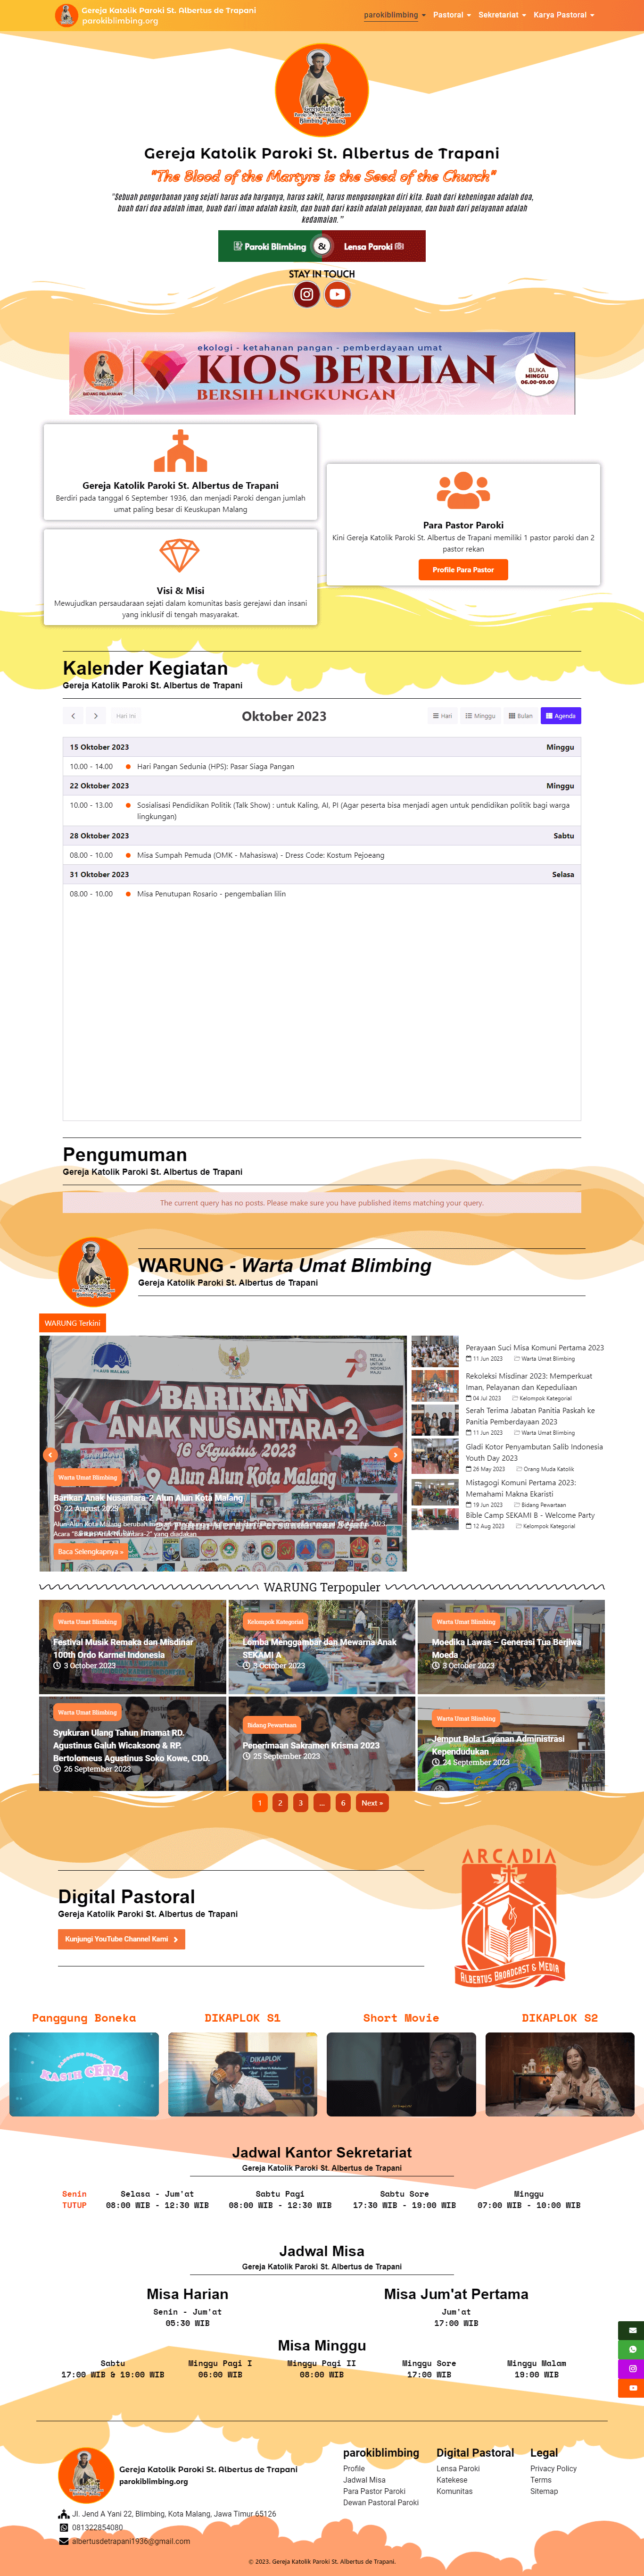 Gereja Katolik Paroki St. Albertus de Trapani
parokiblimbing.org
parokiblimbing
Pastoral
Sekretariat
Karya Pastoral
Gereja Katolik Paroki St. Albertus de Trapani
"The Blood of the Martyrs is the Seed of the Church"
"Sebuah pengorbanan yang sejati harus ada harganya, harus sakit, harus mengosongkan diri kita. Buah dari keheningan adalah doa,
buah dari doa adalah iman, buah dari iman adalah kasih, dan buah dari kasih adalah pelayanan, dan buah dari pelayanan adalah
kedamaian."
Paroki Blimbing & Lensa Paroki
STAY IN TOUCH
ekologi - ketahanan pangan - pemberdayaan umat
KIOS BERLIAN
BERSIH LINGKUNGAN
BIDANG PELAYANAN
BUKA
MINGGU
06.00-09.00
Gereja Katolik Paroki St. Albertus de Trapani
Berdiri pada tanggal 6 September 1936, dan menjadi Paroki dengan jumlah
umat paling besar di Keuskupan Malang
Para Pastor Paroki
Kini Gereja Katolik Paroki St. Albertus de Trapani memiliki 1 pastor paroki dan 2
pastor rekan
Profile Para Pastor
Visi & Misi
Mewujudkan persaudaraan sejati dalam komunitas basis gerejawi dan insani
yang inklusif di tengah masyarakat.
Kalender Kegiatan
Gereja Katolik Paroki St. Albertus de Trapani
Hari ini
Oktober 2023
Hari
Minggu
Bulan
Agenda
15 Oktober 2023 Minggu
10.00 - 14.00 Hari Pangan Sedunia (HPS): Pasar Siaga Pangan
22 Oktober 2023 Minggu
10.00 - 13.00 Sosialisasi Pendidikan Politik (Talk Show) : untuk Kaling, AI, PI (Agar peserta bisa menjadi agen untuk pendidikan politik bagi warga
lingkungan)
28 Oktober 2023 Sabtu
08.00 - 10.00 Misa Sumpah Pemuda (OMK - Mahasiswa) - Dress Code: Kostum Pejoeang
31 Oktober 2023 Selasa
08.00 - 10.00 Misa Penutupan Rosario - pengembalian lilin
Pengumuman
Gereja Katolik Paroki St. Albertus de Trapani
The current query has no posts. Please make sure you have published items matching your query.
WARUNG - Warta Umat Blimbing
Gereja Katolik Paroki St. Albertus de Trapani
WARUNG Terkini
BARIKAN
ANAK NUSANTARA-2
16 Agustus 2023
Alun Alun Kota Malang
Warta Umat Blimbing
Barikan Anak Nusantara-2 Alun Alun Kota Malang
22 August 2023
Baca Selengkapnya »
Perayaan Suci Misa Komuni Pertama 2023
11 Jun 2023 Warta Umat Blimbing
Rekoleksi Misdinar 2023: Memperkuat
Iman, Pelayanan dan Kepeduliaan
04 Jul 2023 Kelompok Kategorial
Serah Terima Jabatan Panitia Paskah ke
Panitia Pemberdayaan 2023
11 Jun 2023 Warta Umat Blimbing
Gladi Kotor Penyambutan Salib Indonesia
Youth Day 2023
26 May 2023 Orang Muda Katolik
Mistagogi Komuni Pertama 2023:
Memahami Makna Ekaristi
19 Jun 2023 Bidang Pewartaan
Bible Camp SEKAMI B - Welcome Party
12 Aug 2023 Kelompok Kategorial
WARUNG Terpopuler
Warta Umat Blimbing
Festival Musik Remaka dan Misdinar
100th Ordo Karmel Indonesia
3 October 2023
Kelompok Kategorial
Lomba Menggambar dan Mewarna Anak
SEKAMI A
3 October 2023
Warta Umat Blimbing
Moedika Lawas – Generasi Tua Berjiwa
Moeda
3 October 2023
Warta Umat Blimbing
Syukuran Ulang Tahun Imamat RD.
Agustinus Galuh Wicaksono & RP.
Bertolomeus Agustinus Soko Kowe, CDD.
26 September 2023
Bidang Pewartaan
Penerimaan Sakramen Krisma 2023
25 September 2023
Warta Umat Blimbing
Jemput Bola Layanan Administrasi
Kependudukan
24 September 2023
1 2 3 ... 6 Next »
Digital Pastoral
Gereja Katolik Paroki St. Albertus de Trapani
Kunjungi YouTube Channel Kami
ARCADIA
ALBERTUS BROADCAST & MEDIA
Panggung Boneka
DIKAPLOK S1
Short Movie
DIKAPLOK S2
KASIH CERIA
DIKAPLOK
Jadwal Kantor Sekretariat
Gereja Katolik Paroki St. Albertus de Trapani
Senin Selasa - Jum'at Sabtu Pagi Sabtu Sore Minggu
TUTUP 08:00 WIB - 12:30 WIB 08:00 WIB - 12:30 WIB 17:30 WIB - 19:00 WIB 07:00 WIB - 10:00 WIB
Jadwal Misa
Gereja Katolik Paroki St. Albertus de Trapani
Misa Harian
Senin - Jum'at
05:30 WIB
Misa Jum'at Pertama
Jum'at
17:00 WIB
Misa Minggu
Sabtu Minggu Pagi I Minggu Pagi II Minggu Sore Minggu Malam
17:00 WIB & 19:00 WIB 06:00 WIB 08:00 WIB 17:00 WIB 19:00 WIB
Gereja Katolik Paroki St. Albertus de Trapani
parokiblimbing.org
Jl. Jend A Yani 22, Blimbing, Kota Malang, Jawa Timur 65126
081322854080
albertusdetrapani1936@gmail.com
parokiblimbing
Profile
Jadwal Misa
Para Pastor Paroki
Dewan Pastoral Paroki
Digital Pastoral
Lensa Paroki
Katekese
Komunitas
Legal
Privacy Policy
Terms
Sitemap
© 2023. Gereja Katolik Paroki St. Albertus de Trapani.